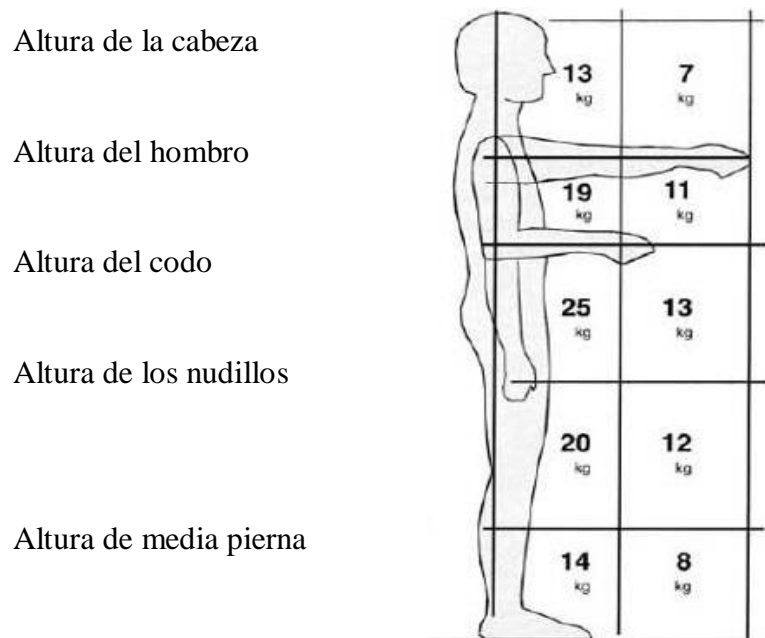 Altura de la cabeza
13 7
kg kg
Altura del hombro
19 11
kg kg
Altura del codo
25 13
kg kg
Altura de los nudillos
20 12
kg kg
Altura de media pierna
14 8
kg kg